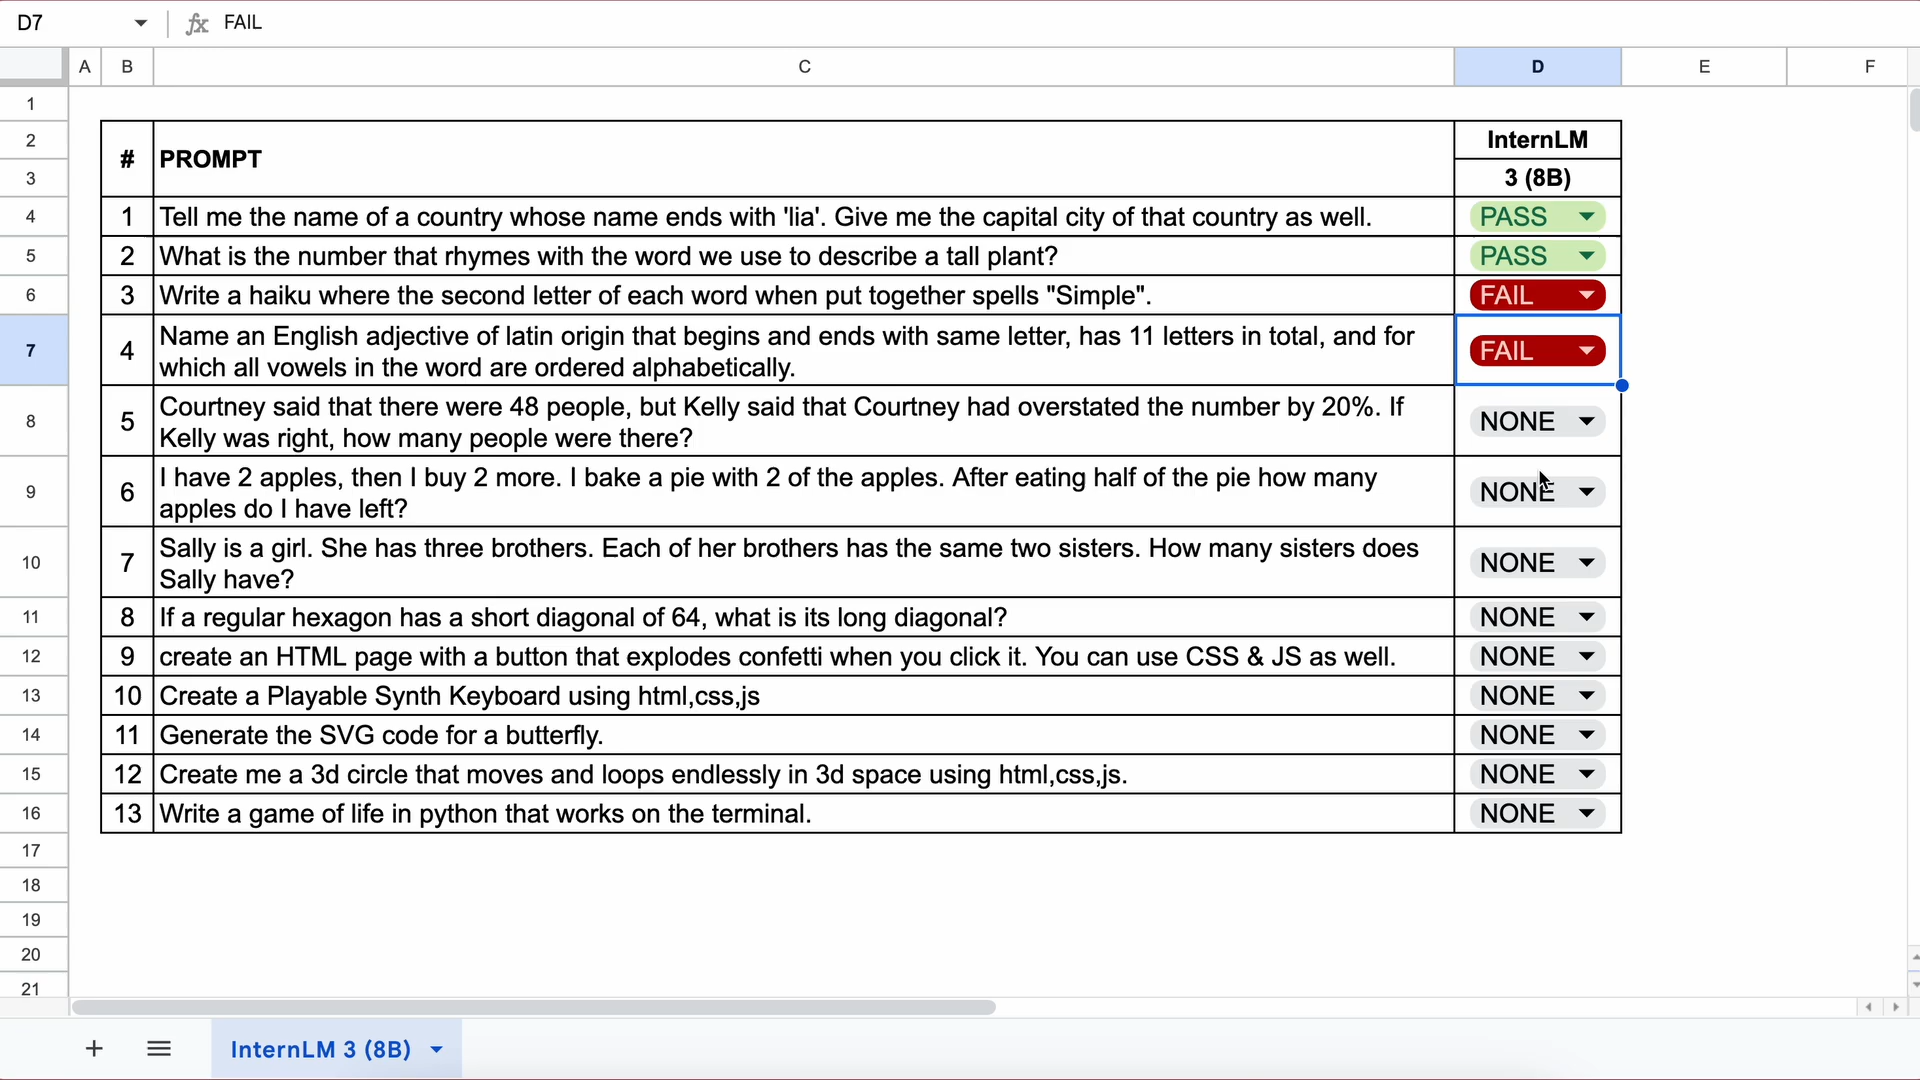 D7 fx FAIL
A B C D E F
1
2 # PROMPT InternLM
3 3 (8B)
4 1 Tell me the name of a country whose name ends with 'lia'. Give me the capital city of that country as well. PASS
5 2 What is the number that rhymes with the word we use to describe a tall plant? PASS
6 3 Write a haiku where the second letter of each word when put together spells "Simple". FAIL
7 4 Name an English adjective of latin origin that begins and ends with same letter, has 11 letters in total, and for
which all vowels in the word are ordered alphabetically. FAIL
8 5 Courtney said that there were 48 people, but Kelly said that Courtney had overstated the number by 20%. If
Kelly was right, how many people were there? NONE
9 6 I have 2 apples, then I buy 2 more. I bake a pie with 2 of the apples. After eating half of the pie how many
apples do I have left? NONE
10 7 Sally is a girl. She has three brothers. Each of her brothers has the same two sisters. How many sisters does
Sally have? NONE
11 8 If a regular hexagon has a short diagonal of 64, what is its long diagonal? NONE
12 9 create an HTML page with a button that explodes confetti when you click it. You can use CSS & JS as well. NONE
13 10 Create a Playable Synth Keyboard using html,css,js NONE
14 11 Generate the SVG code for a butterfly. NONE
15 12 Create me a 3d circle that moves and loops endlessly in 3d space using html,css,js. NONE
16 13 Write a game of life in python that works on the terminal. NONE
17
18
19
20
21
InternLM 3 (8B)